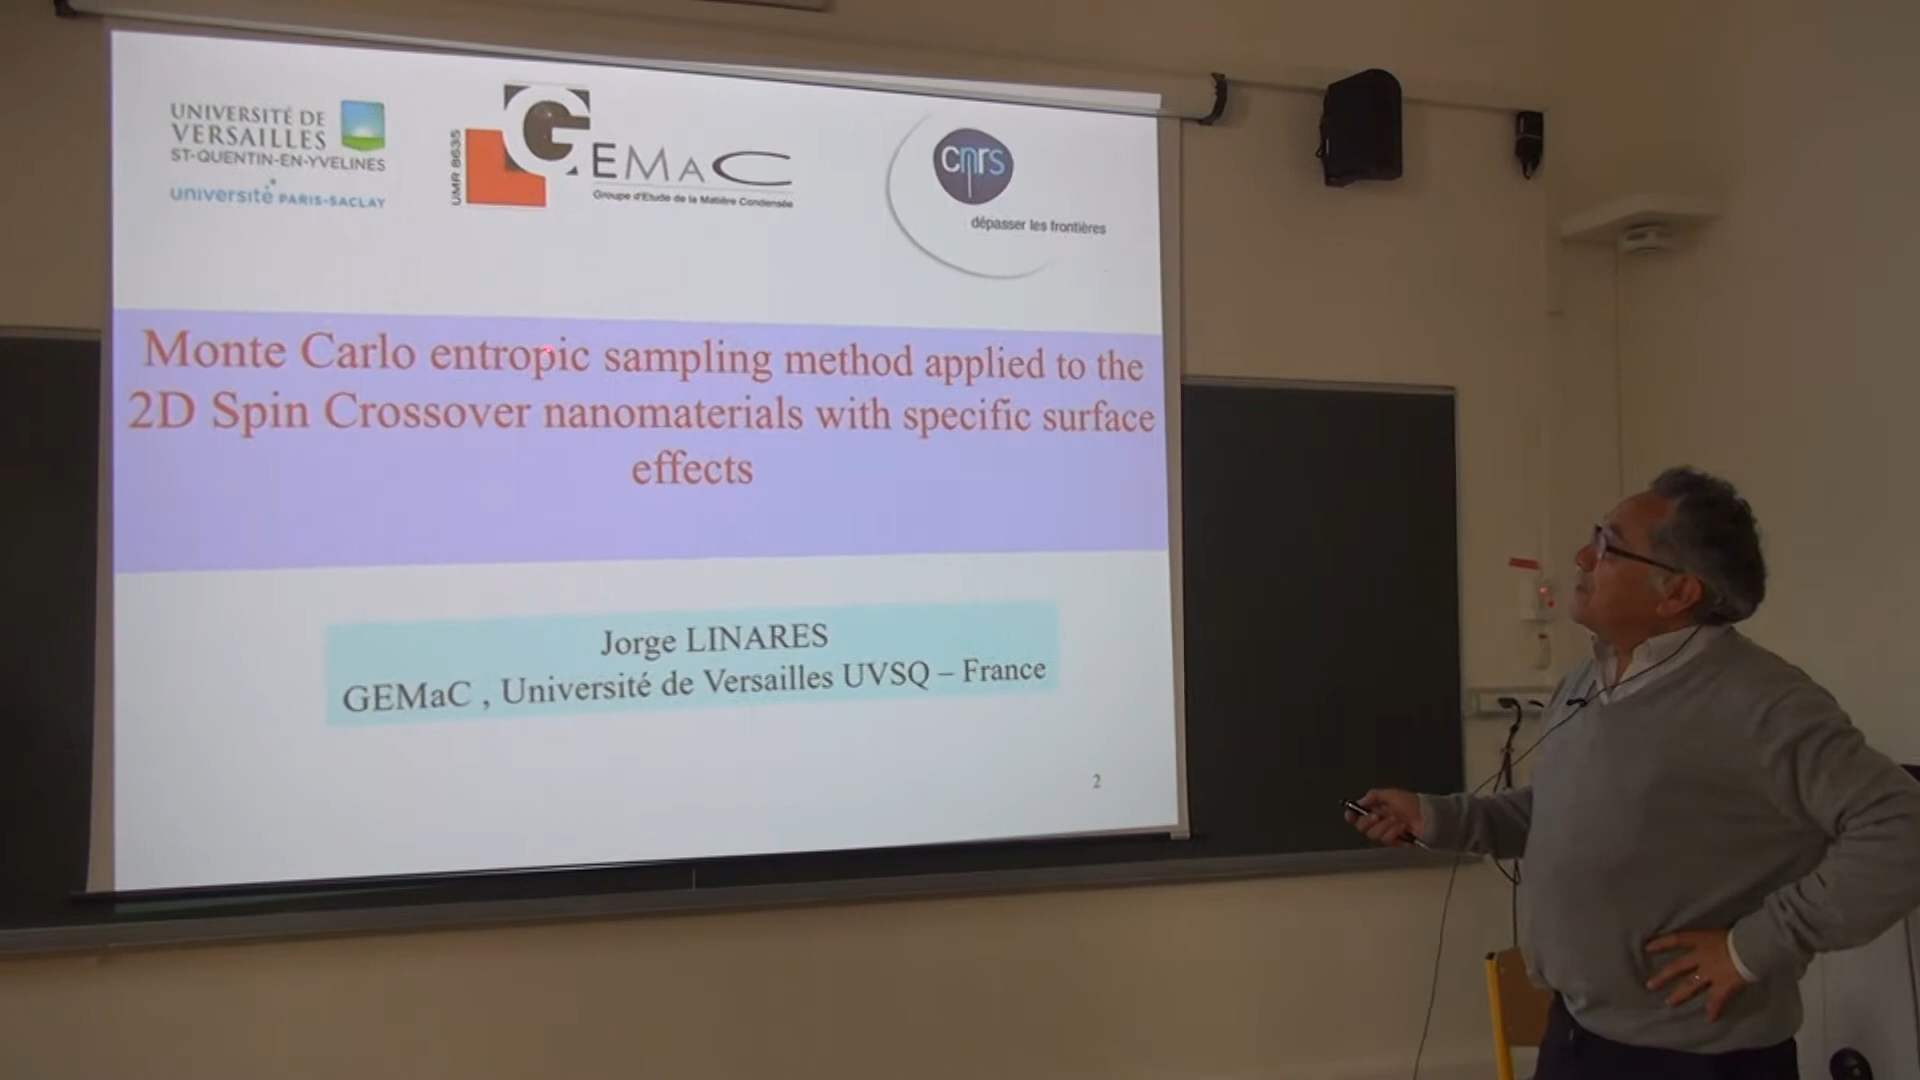 UNIVERSITÉ DE
VERSAILLES
ST-QUENTIN-EN-YVELINES
université PARIS-SACLAY
UMR 8635
GEMaC
Groupe d'Etude de la Matière Condensée
cnrs
dépasser les frontières
Monte Carlo entropic sampling method applied to the
2D Spin Crossover nanomaterials with specific surface
effects
Jorge LINARES
GEMaC , Université de Versailles UVSQ – France
2